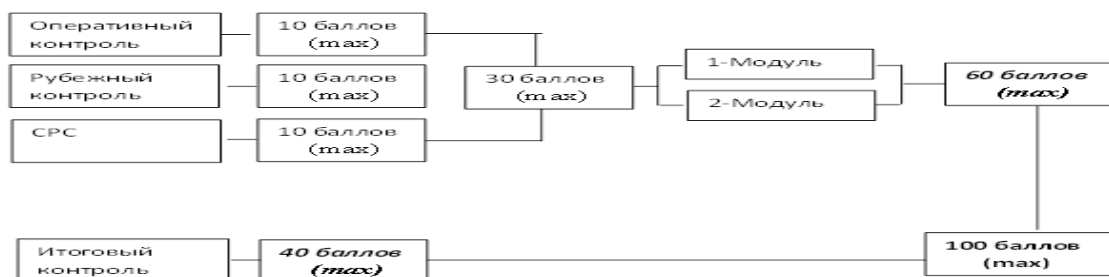 Оперативный
контроль
10 баллов
(max)
Рубежный
контроль
10 баллов
(max)
СРС
10 баллов
(max)
30 баллов
(max)
1-Модуль
2-Модуль
60 баллов
(max)
Итоговый
контроль
40 баллов
(max)
100 баллов
(max)